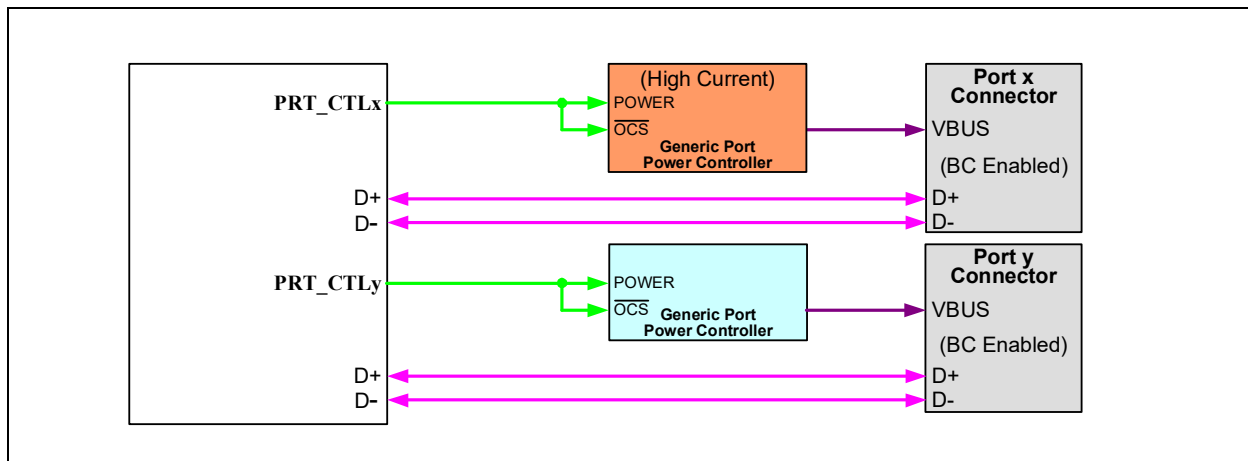 PRT_CTLx
D+
D-
PRT_CTLy
D+
D-
(High Current)
POWER
OCS
Generic Port
Power Controller
POWER
OCS
Generic Port
Power Controller
Port x
Connector
VBUS
(BC Enabled)
D+
D-
Port y
Connector
VBUS
(BC Enabled)
D+
D-